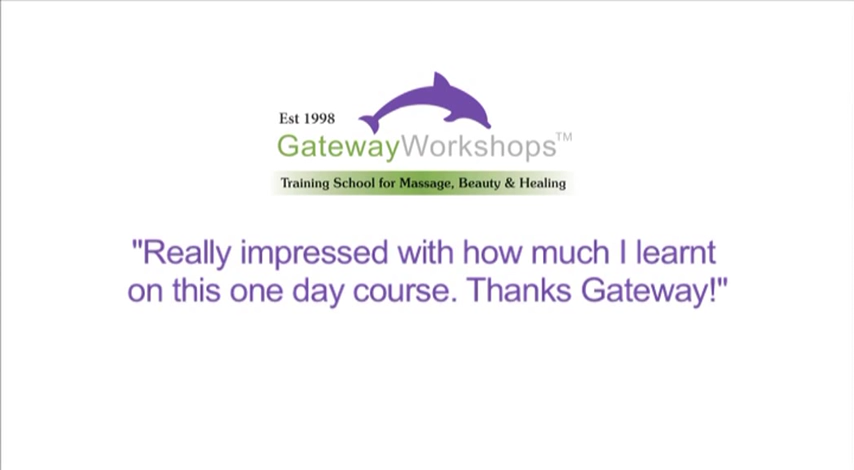 Est 1998
GatewayWorkshops™
Training School for Massage, Beauty & Healing
"Really impressed with how much I learnt
on this one day course. Thanks Gateway!"